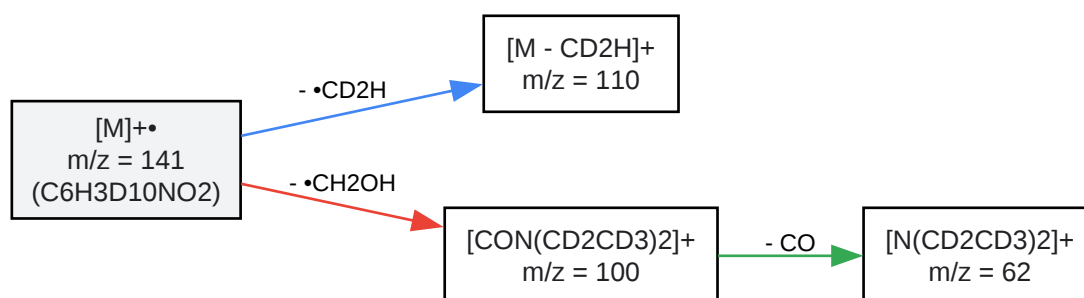 [M - CD2H]+
m/z = 110
- •CD2H
[M]+•
m/z = 141
(C6H3D10NO2)
- •CH2OH
[CON(CD2CD3)2]+
m/z = 100
- CO
[N(CD2CD3)2]+
m/z = 62